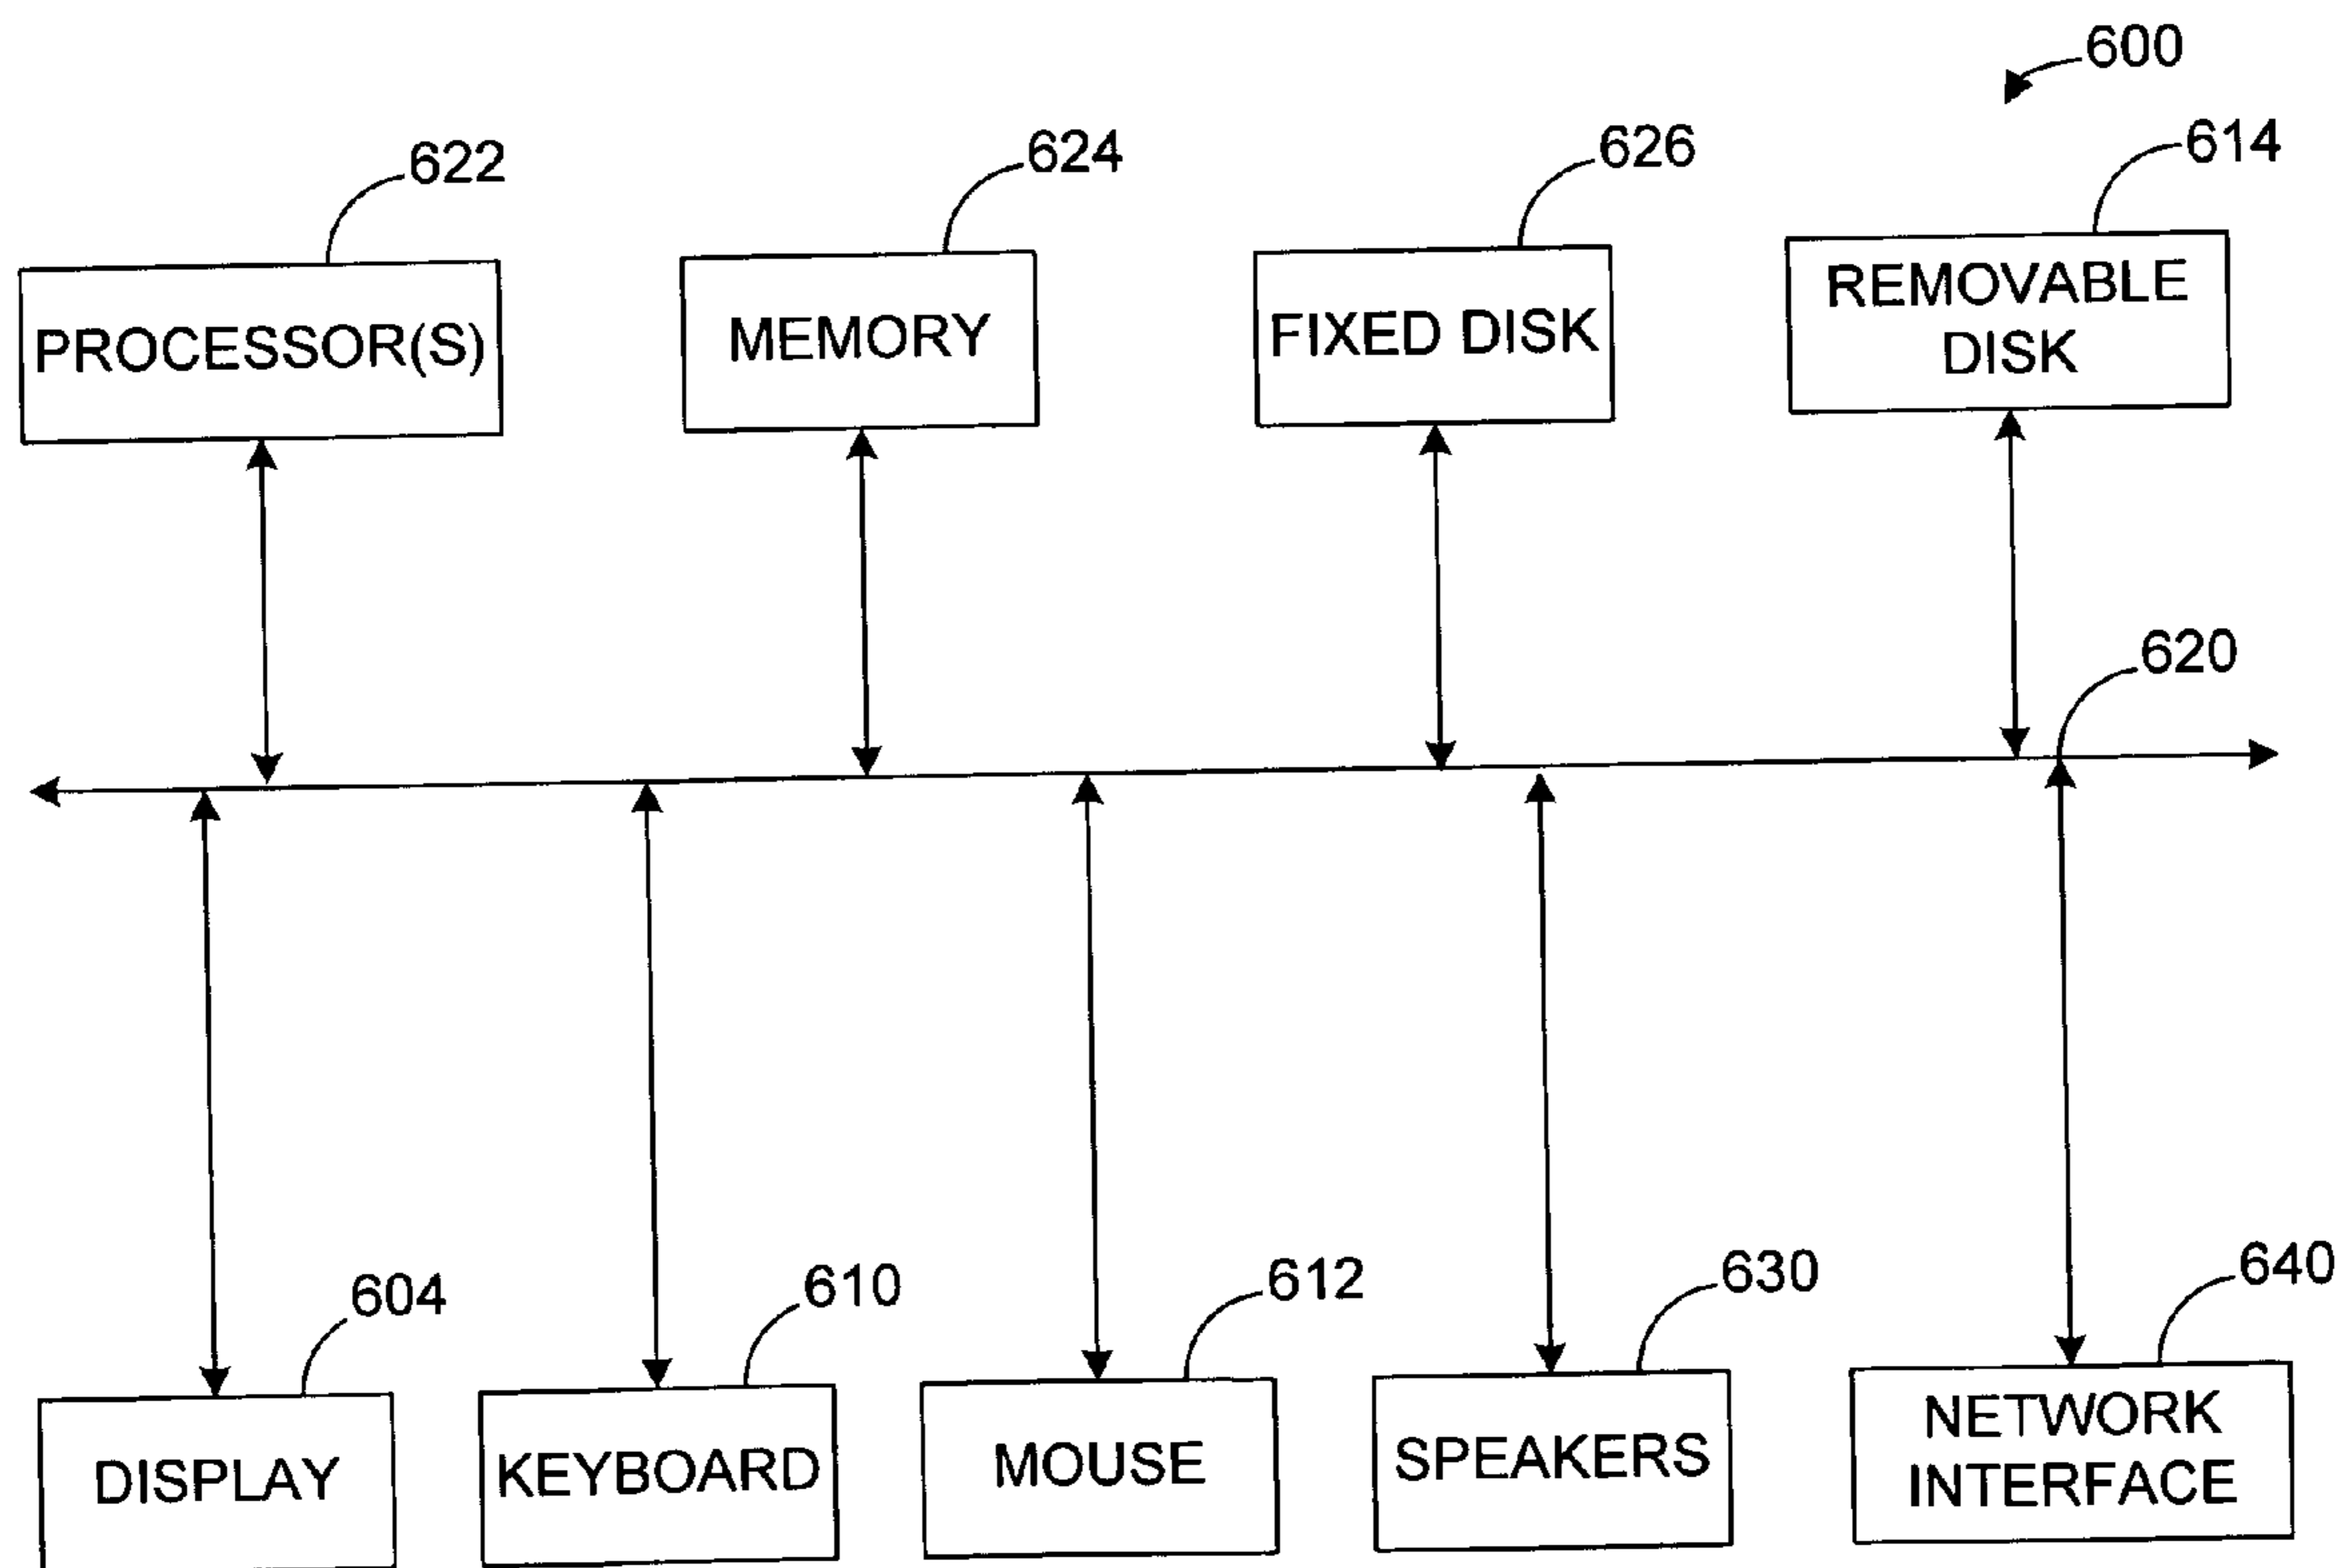 600
622
624
626
614
PROCESSOR(S)
MEMORY
FIXED DISK
REMOVABLE
DISK
620
604
610
612
630
640
DISPLAY
KEYBOARD
MOUSE
SPEAKERS
NETWORK
INTERFACE